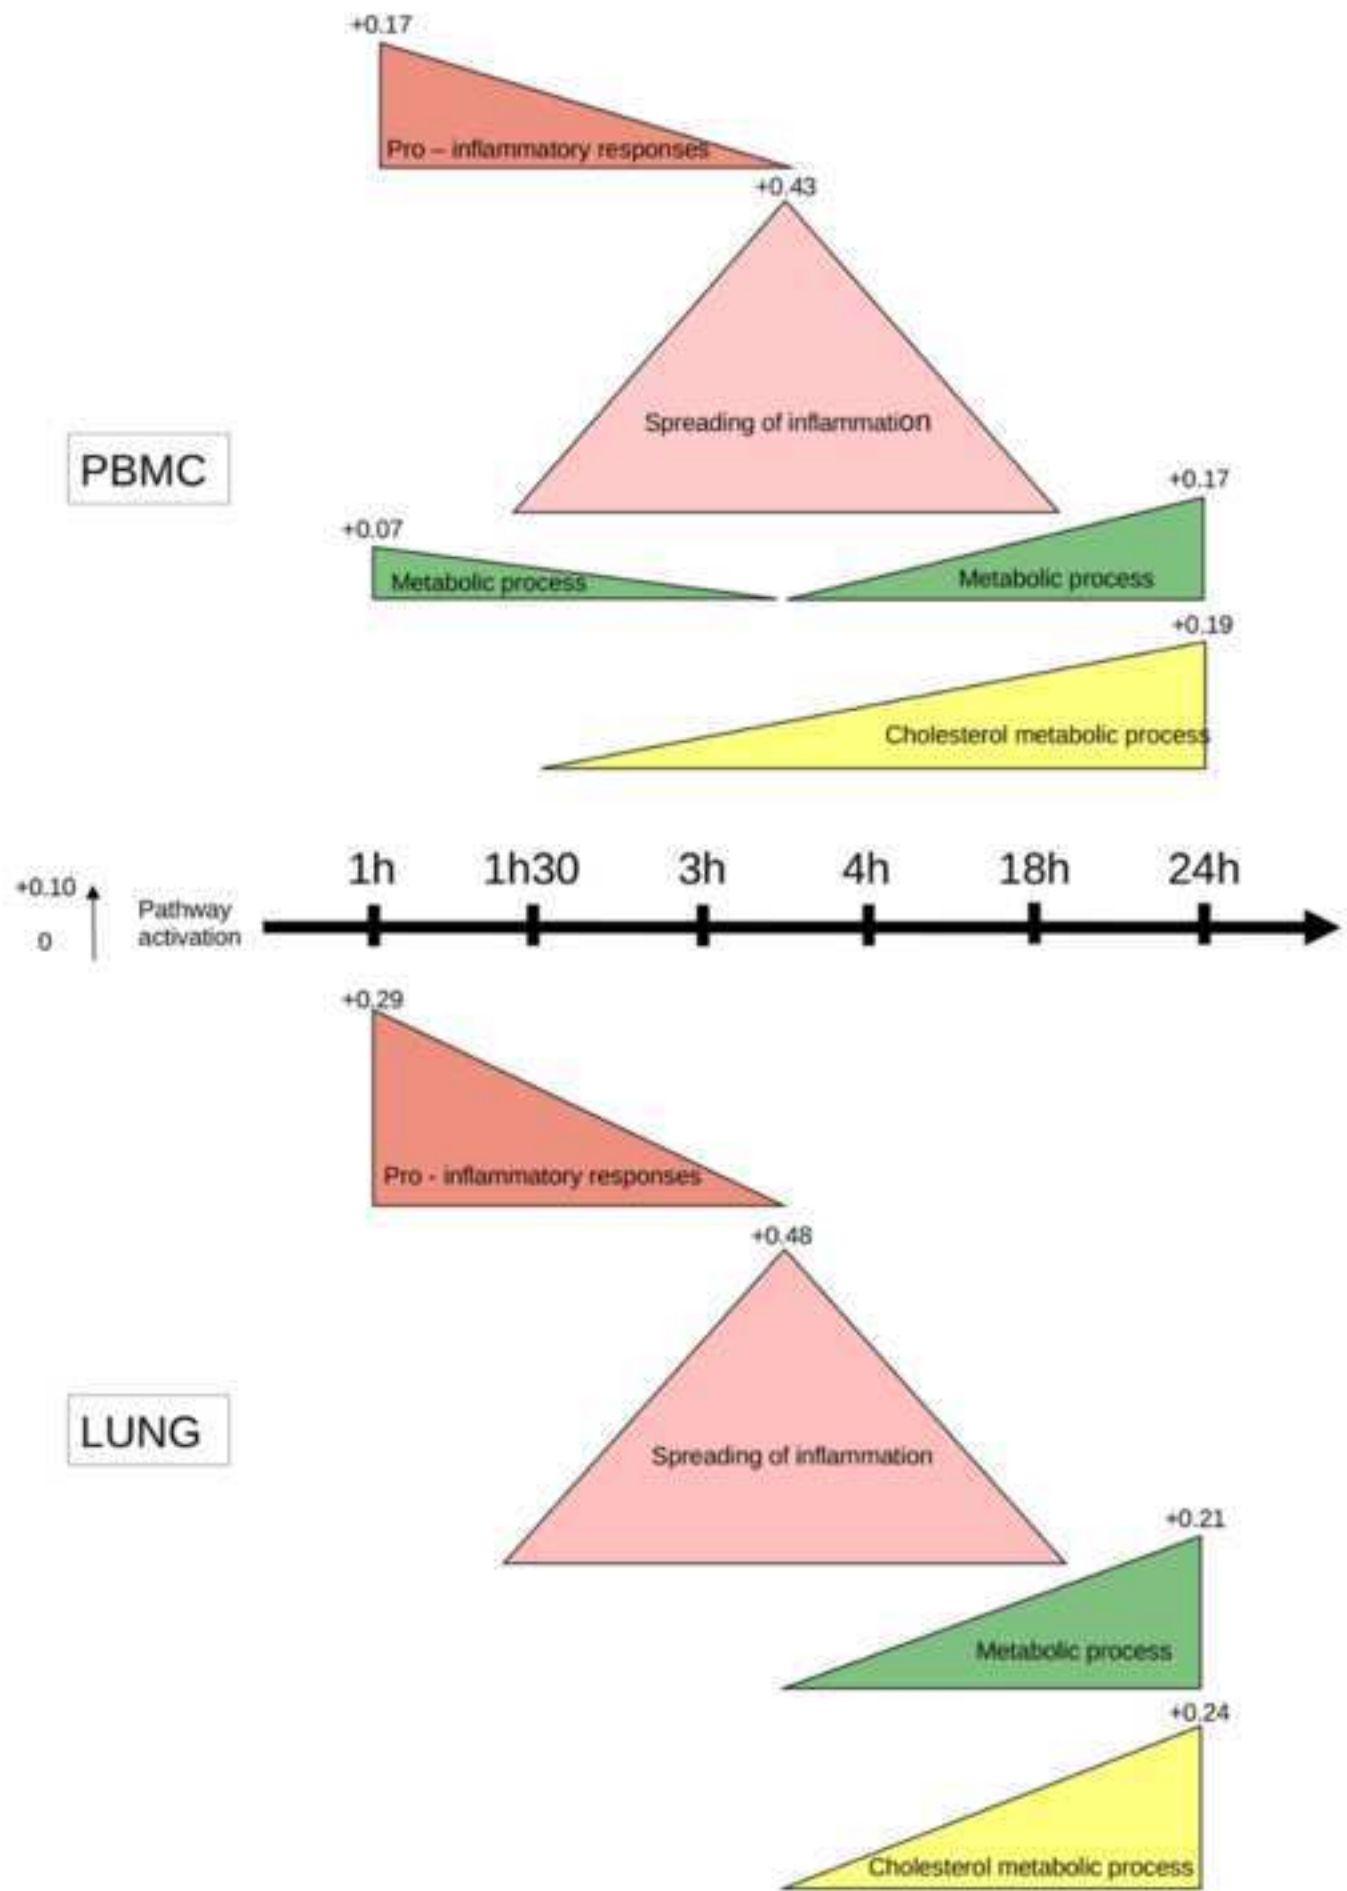 +0.17
Pro – inflammatory responses
+0.43
Spreading of inflammation
PBMC
+0.17
+0.07
Metabolic process
Metabolic process
+0.19
Cholesterol metabolic process
1h 1h30 3h 4h 18h 24h
+0.10
0
Pathway
activation
+0.29
Pro - inflammatory responses
+0.48
Spreading of inflammation
LUNG
+0.21
Metabolic process
+0.24
Cholesterol metabolic process